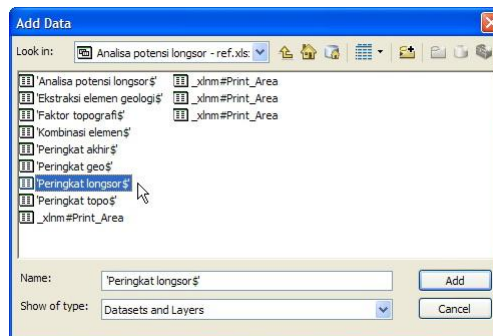 Add Data
Look in: Analisa potensi longsor - ref.xls:
'Analisa potensi longsor$' _xlnm#Print_Area
'Ekstraksi elemen geologi$' _xlnm#Print_Area
'Faktor topografi$' _xlnm#Print_Area
'Kombinasi elemen$'
'Peringkat akhir$'
'Peringkat geo$'
'Peringkat longsor$'
'Peringkat topo$'
_xlnm#Print_Area
Name: 'Peringkat longsor$' Add
Show of type: Datasets and Layers Cancel